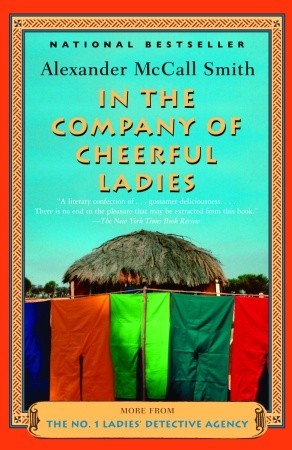 NATIONAL BESTSELLER
Alexander McCall Smith
IN THE
COMPANY OF
CHEERFUL
LADIES
"A literary confection of . . . gossamer deliciousness. . . .
There is no end to the pleasure that may be extracted from this book."
—The New York Times Book Review
MORE FROM
THE NO. 1 LADIES' DETECTIVE AGENCY